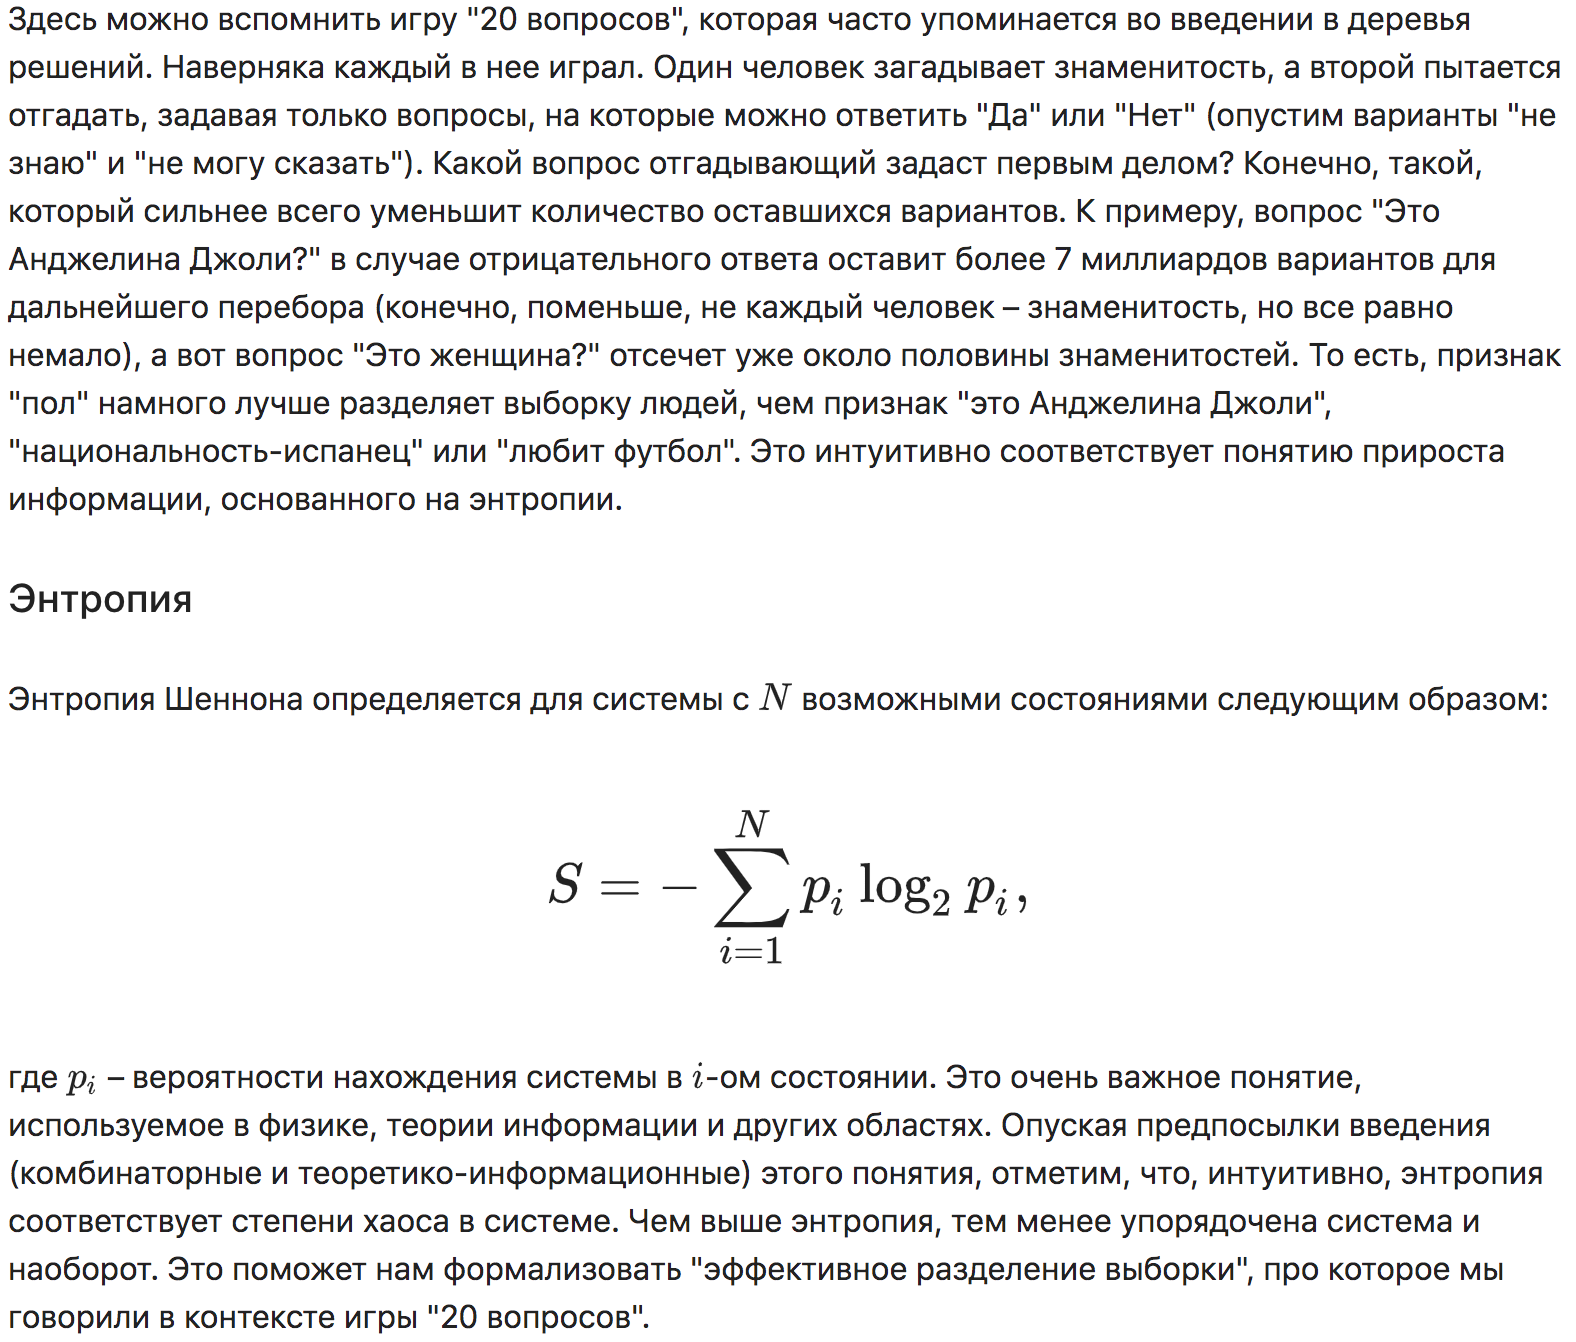 Здесь можно вспомнить игру "20 вопросов", которая часто упоминается во введении в деревья
решений. Наверняка каждый в нее играл. Один человек загадывает знаменитость, а второй пытается
отгадать, задавая только вопросы, на которые можно ответить "Да" или "Нет" (опустим варианты "не
знаю" и "не могу сказать"). Какой вопрос отгадывающий задаст первым делом? Конечно, такой,
который сильнее всего уменьшит количество оставшихся вариантов. К примеру, вопрос "Это
Анджелина Джоли?" в случае отрицательного ответа оставит более 7 миллиардов вариантов для
дальнейшего перебора (конечно, поменьше, не каждый человек – знаменитость, но все равно
немало), а вот вопрос "Это женщина?" отсечет уже около половины знаменитостей. То есть, признак
"пол" намного лучше разделяет выборку людей, чем признак "это Анджелина Джоли",
"национальность-испанец" или "любит футбол". Это интуитивно соответствует понятию прироста
информации, основанного на энтропии.
Энтропия
Энтропия Шеннона определяется для системы с N возможными состояниями следующим образом:
S = − ∑_{i=1}^{N} p_i log_2 p_i,
где p_i – вероятности нахождения системы в i-ом состоянии. Это очень важное понятие,
используемое в физике, теории информации и других областях. Опуская предпосылки введения
(комбинаторные и теоретико-информационные) этого понятия, отметим, что, интуитивно, энтропия
соответствует степени хаоса в системе. Чем выше энтропия, тем менее упорядочена система и
наоборот. Это поможет нам формализовать "эффективное разделение выборки", про которое мы
говорили в контексте игры "20 вопросов".